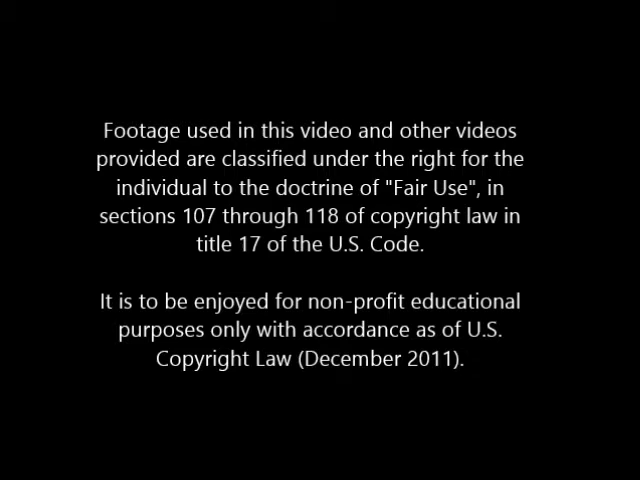 Footage used in this video and other videos
provided are classified under the right for the
individual to the doctrine of "Fair Use", in
sections 107 through 118 of copyright law in
title 17 of the U.S. Code.
It is to be enjoyed for non-profit educational
purposes only with accordance as of U.S.
Copyright Law (December 2011).